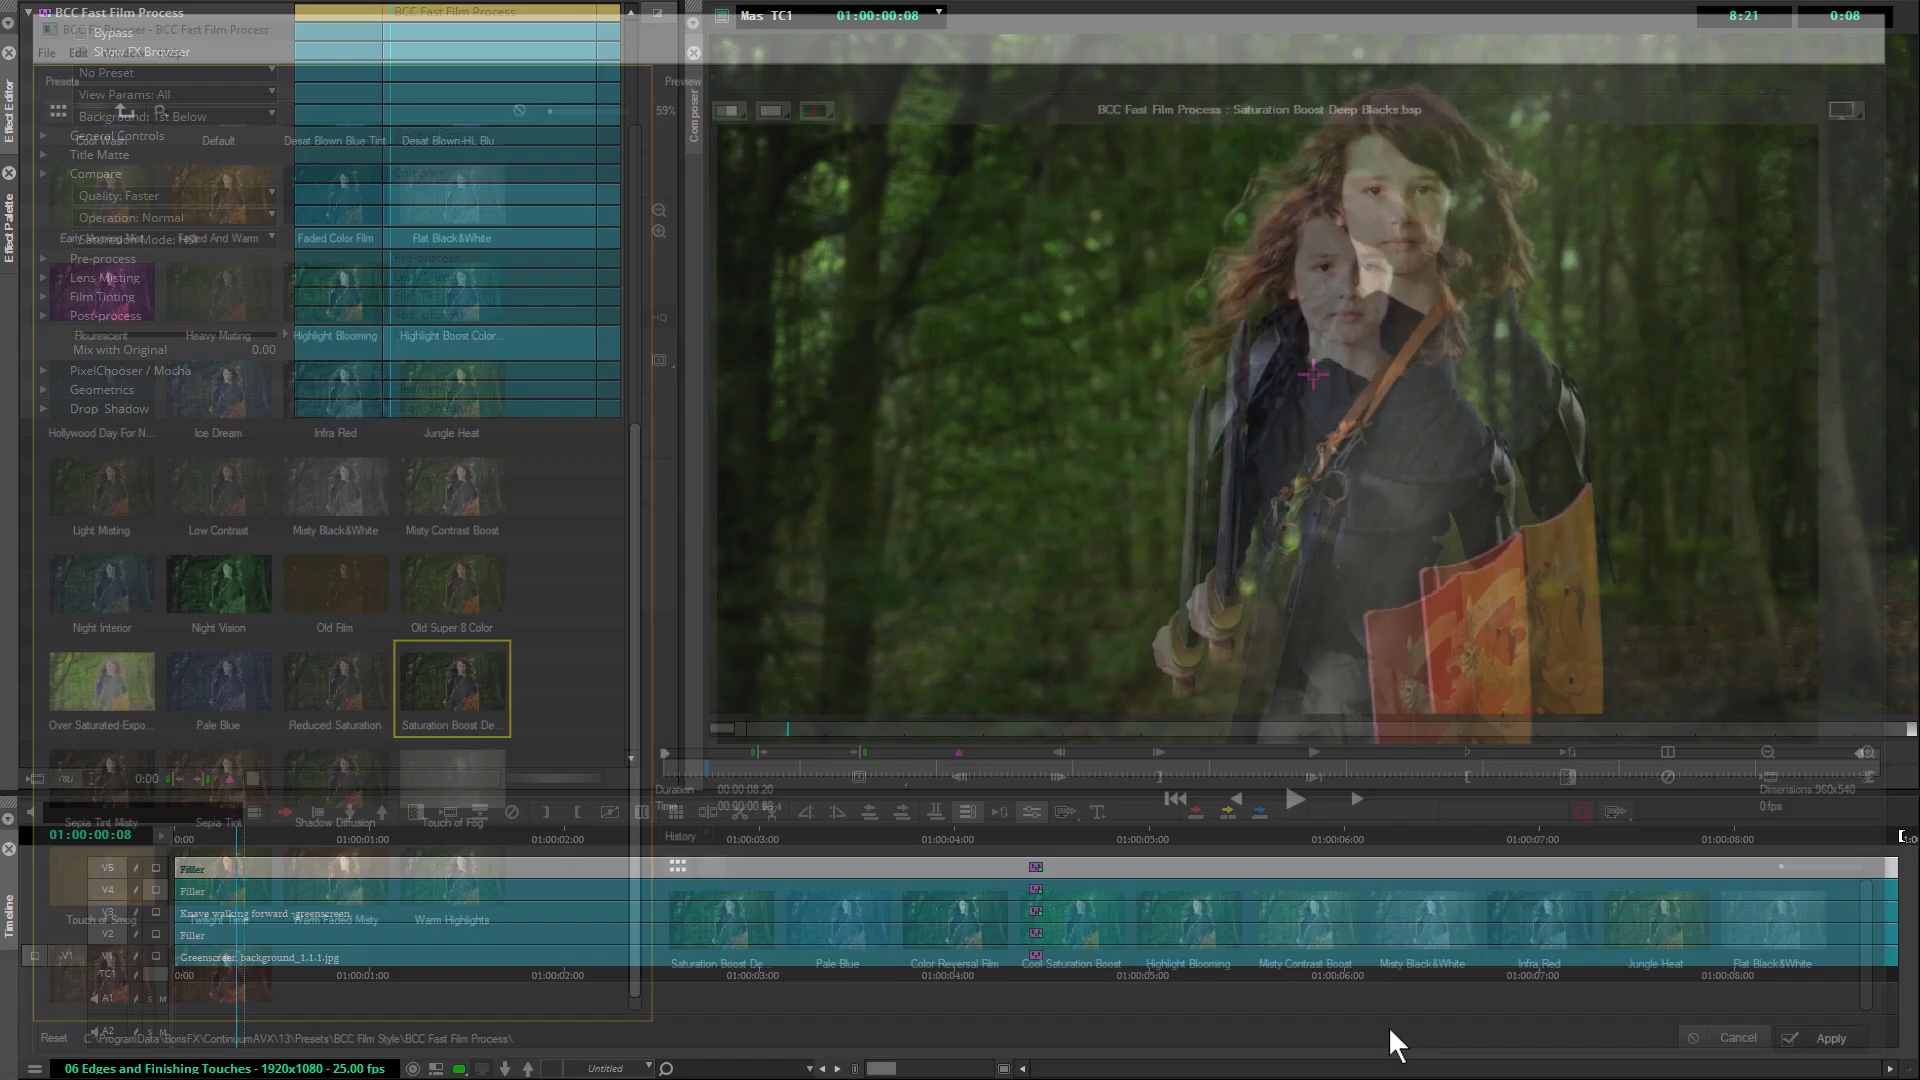 BCC Fast Film Process
BCC Fast Film Process
Mas TC1
01:00:00:08
8:21
0:08
BCC FX Browser - BCC Fast Film Process
Bypass
File Edit
Show FX Browser
No Preset
Presets
Preview
View Params: All
Background: 1st Below
59%
BCC Fast Film Process : Saturation Boost Deep Blacks.bsp
General Controls
Cool Wash
Default
Desat Blown Blue Tint
Desat Blown-HL Blu...
Title Matte
Compare
Compare
Quality: Faster
Operation: Normal
Saturation Mode: HSI
Early Morning Mist
Faded And Warm
Faded Color Film
Flat Black&White
Pre-process
Pre-process
Lens Misting
Film Tinting
Post-process
HQ
Flourescent
Heavy Misting
Highlight Blooming
Highlight Boost Color...
Mix with Original
0.00
PixelChooser / Mocha
Geometrics
Drop Shadow
Hollywood Day For N...
Ice Dream
Infra Red
Jungle Heat
Light Misting
Low Contrast
Misty Black&White
Misty Contrast Boost
Night Interior
Night Vision
Old Film
Old Super 8 Color
Over Saturated-Expo...
Pale Blue
Reduced Saturation
Saturation Boost De...
Effect Editor
Effect Palette
Composer
Timeline
0:00
Duration
00:00:08.20
Time
Dimensions:960x540
0 fps
Sepia Tint Misty
Sepia Tint
Shadow Diffusion
Touch of Fog
01:00:00:08
0:00
01:00:01:00
01:00:02:00
History
01:00:03:00
01:00:04:00
01:00:05:00
01:00:06:00
01:00:07:00
01:00:08:00
V5
Filler
V4
Filler
V3
Knave walking forward -greenscreen
Touch of Smog
Twilight Time
Warm Faded Misty
Warm Highlights
V2
Filler
V1
V1
Greenscreen background_1.1.1.jpg
Saturation Boost De...
Pale Blue
Color Reversal Film
Cool Saturation Boost
Highlight Blooming
Misty Contrast Boost
Misty Black&White
Infra Red
Jungle Heat
Flat Black&White
TC1
0:00
01:00:01:00
01:00:02:00
01:00:03:00
01:00:04:00
01:00:05:00
01:00:06:00
01:00:07:00
01:00:08:00
A1
S M
A2
S M
Reset
C:\ProgramData\BorisFX\ContinuumAVX\13\Presets\BCC Film Style\BCC Fast Film Process\
Cancel
Apply
06 Edges and Finishing Touches - 1920x1080 - 25.00 fps
Untitled